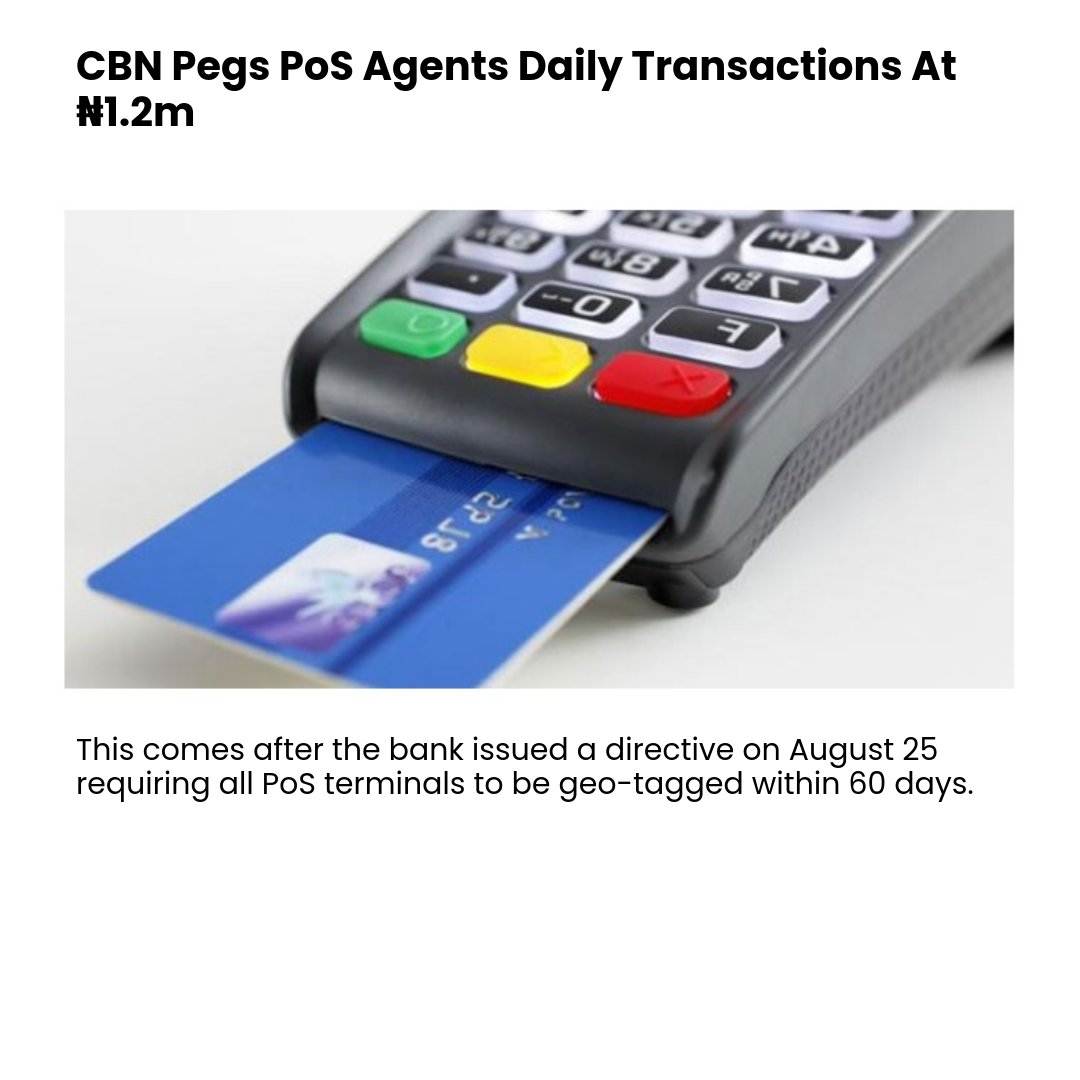 CBN Pegs PoS Agents Daily Transactions At
₦1.2m
This comes after the bank issued a directive on August 25
requiring all PoS terminals to be geo-tagged within 60 days.